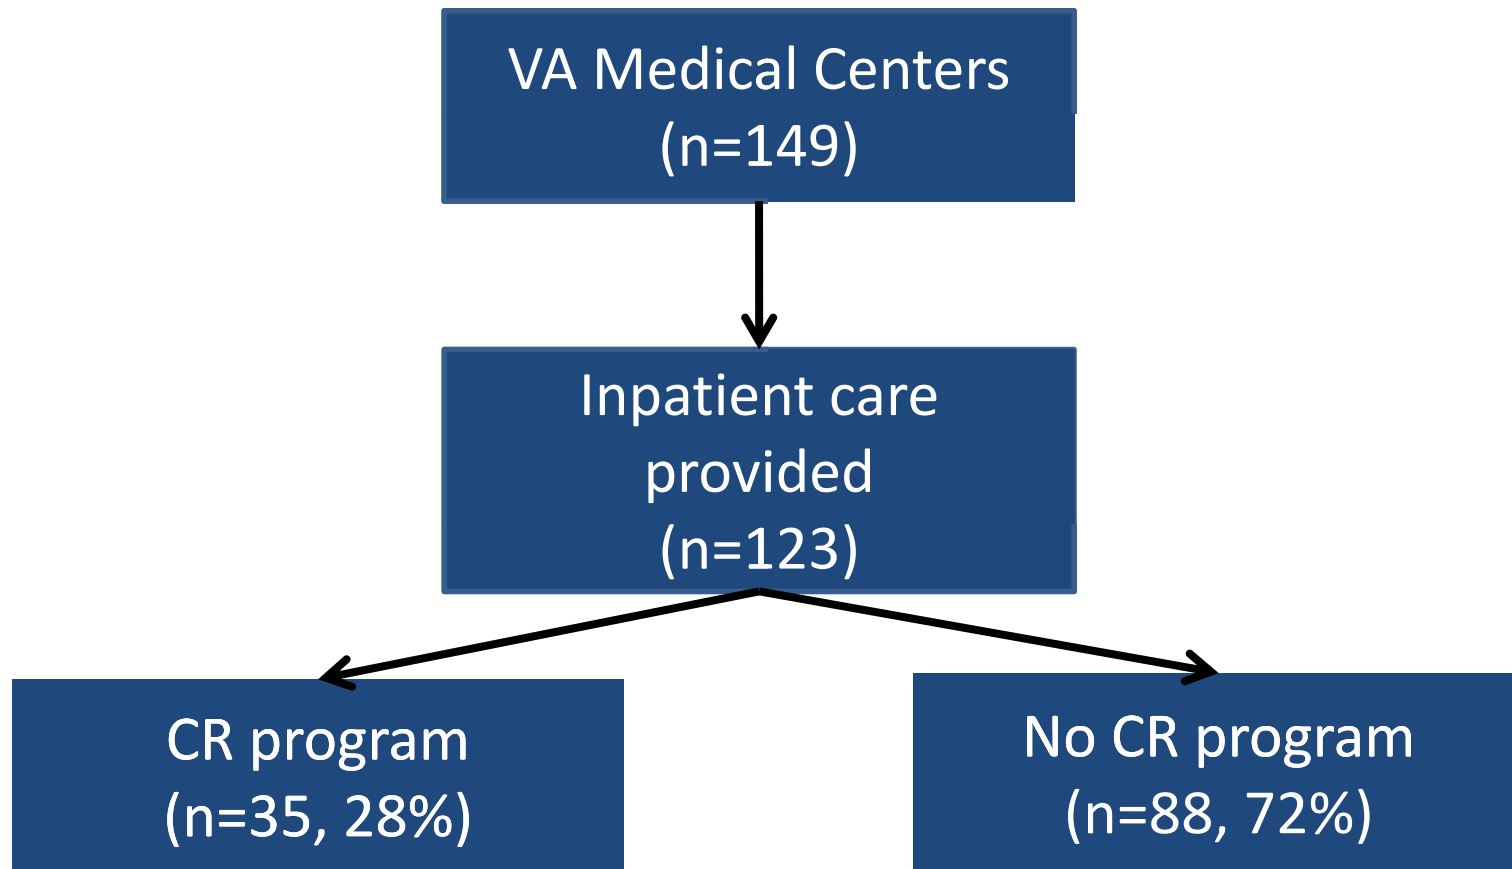 VA Medical Centers
(n=149)
Inpatient care
provided
(n=123)
CR program
(n=35, 28%)
No CR program
(n=88, 72%)